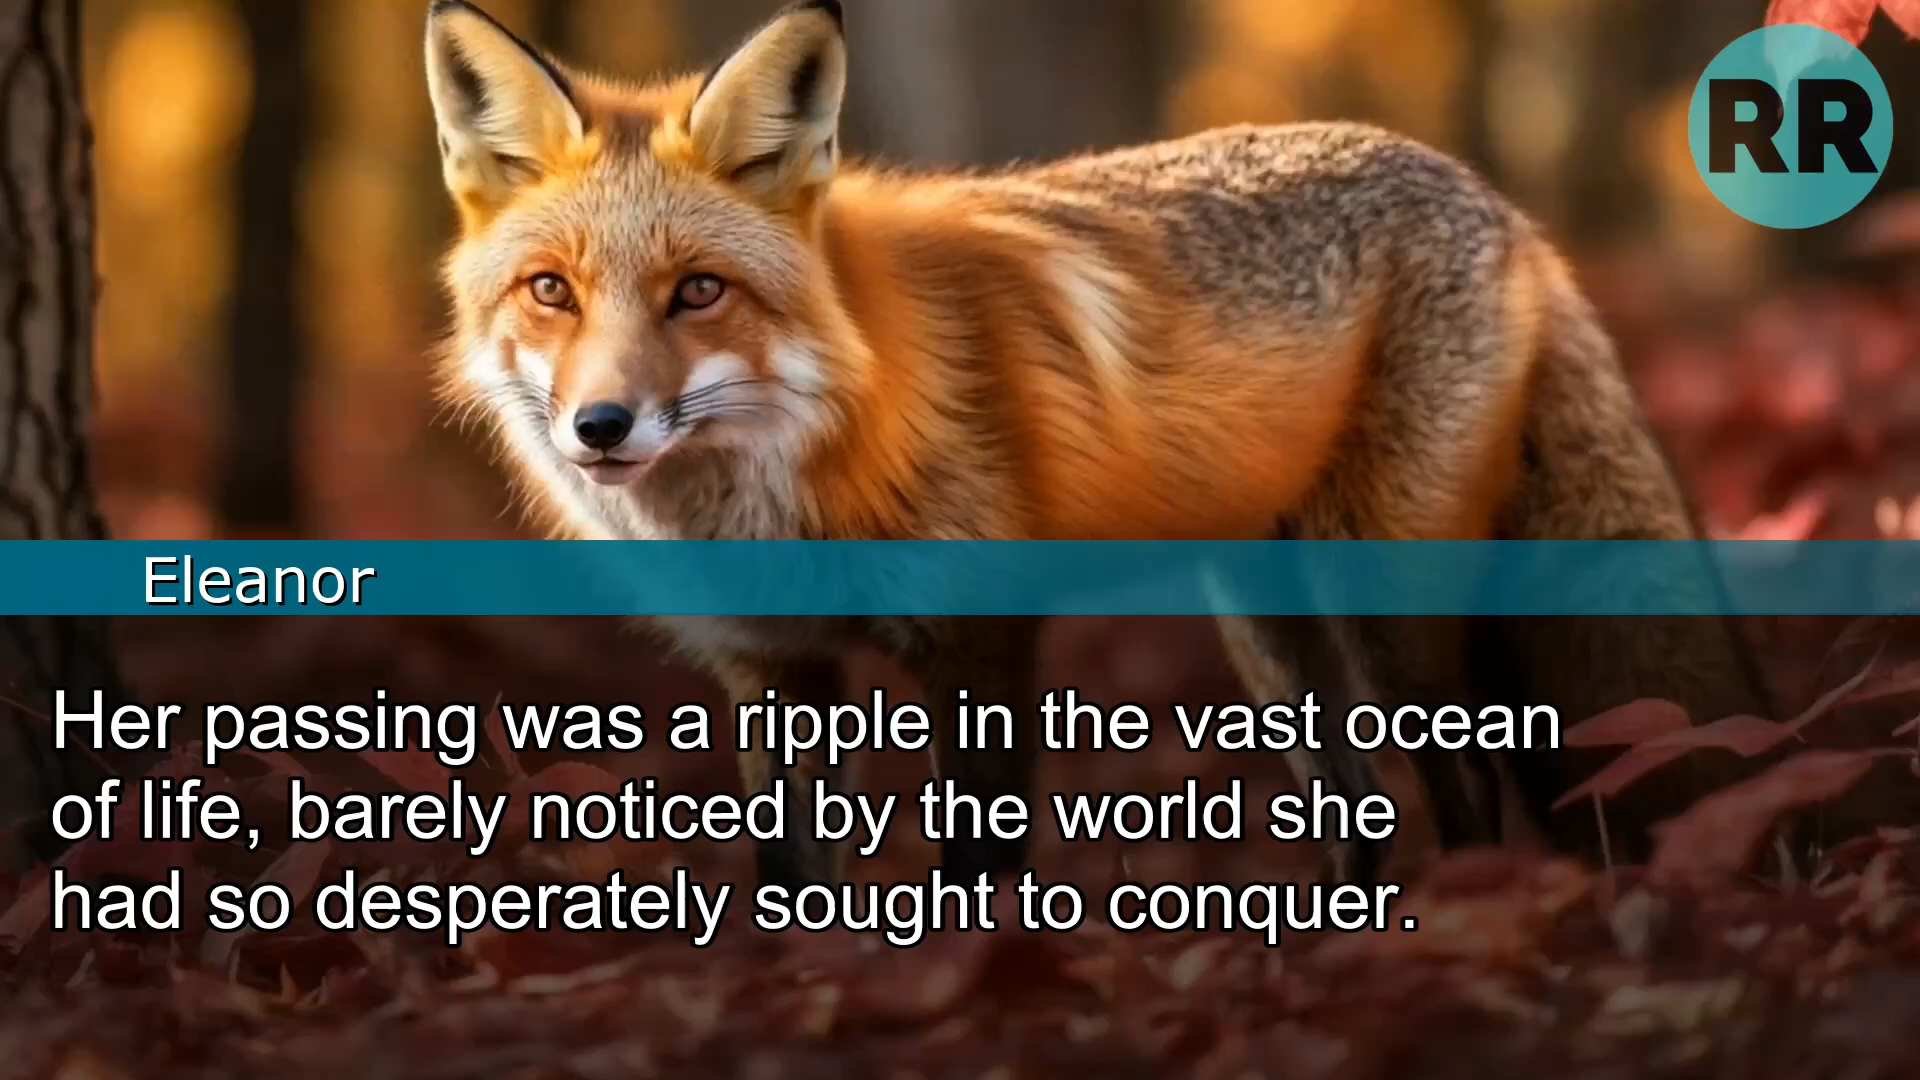 RR
Eleanor
Her passing was a ripple in the vast ocean
of life, barely noticed by the world she
had so desperately sought to conquer.